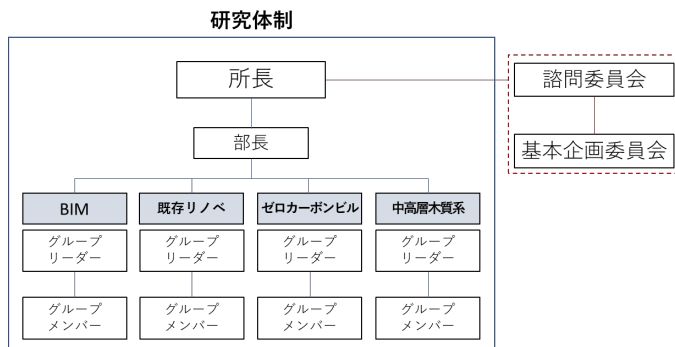 研究体制
所長
諮問委員会
部長
基本企画委員会
BIM
既存リノベ
ゼロカーボンビル
中高層木質系
グループ
リーダー
グループ
リーダー
グループ
リーダー
グループ
リーダー
グループ
メンバー
グループ
メンバー
グループ
メンバー
グループ
メンバー